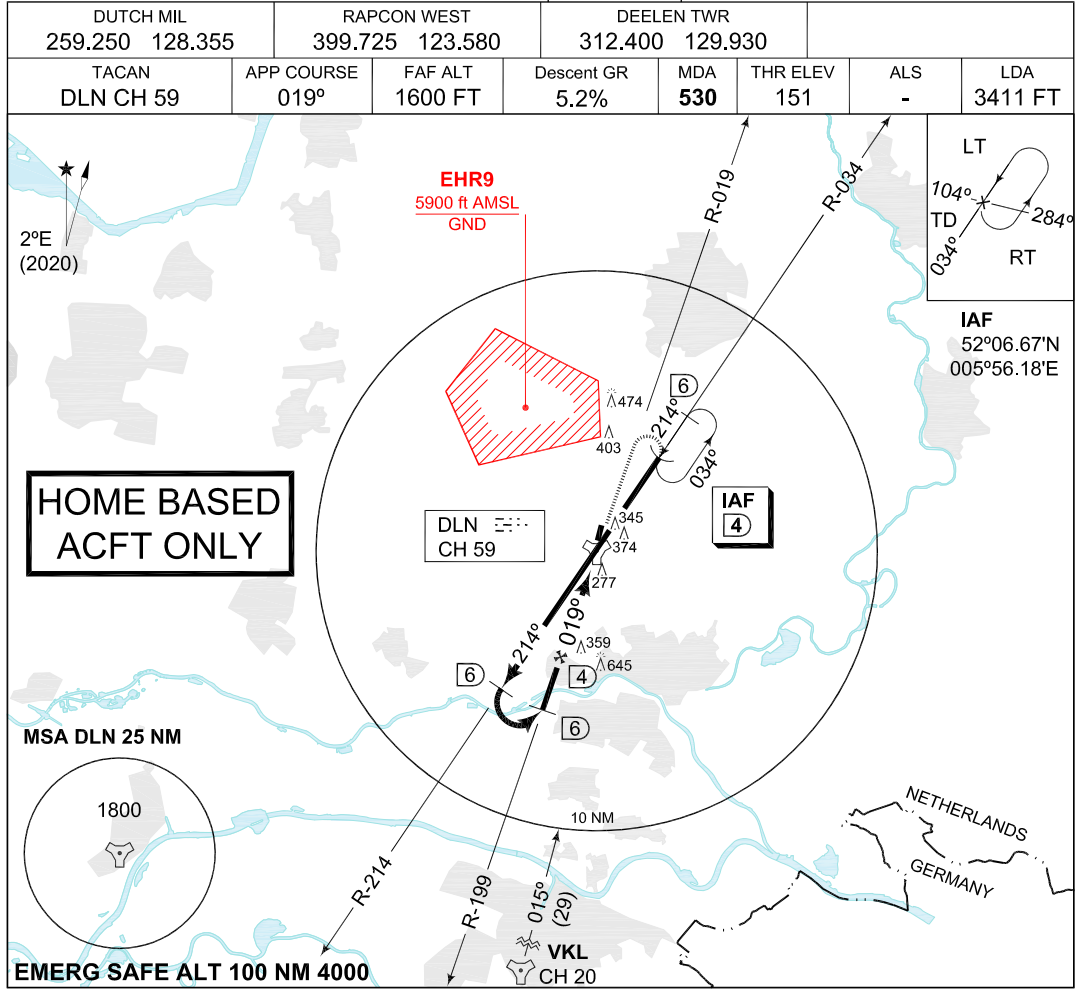 DUTCH MIL
259.250 128.355
RAPCON WEST
399.725 123.580
DEELEN TWR
312.400 129.930
TACAN
DLN CH 59
APP COURSE
019º
FAF ALT
1600 FT
Descent GR
5.2%
MDA
530
THR ELEV
151
ALS
-
LDA
3411 FT
2ºE
(2020)
EHR9
5900 ft AMSL
GND
R-019
R-034
LT
104º
TD
284º
034º
RT
IAF
52º06.67'N
005º56.18'E
474
403
6
214º
034º
IAF
4
HOME BASED
ACFT ONLY
DLN
CH 59
345
374
277
019º
214º
359
645
6
4
6
MSA DLN 25 NM
1800
10 NM
R-214
R-199
015º
(29)
VKL
CH 20
NETHERLANDS
GERMANY
EMERG SAFE ALT 100 NM 4000